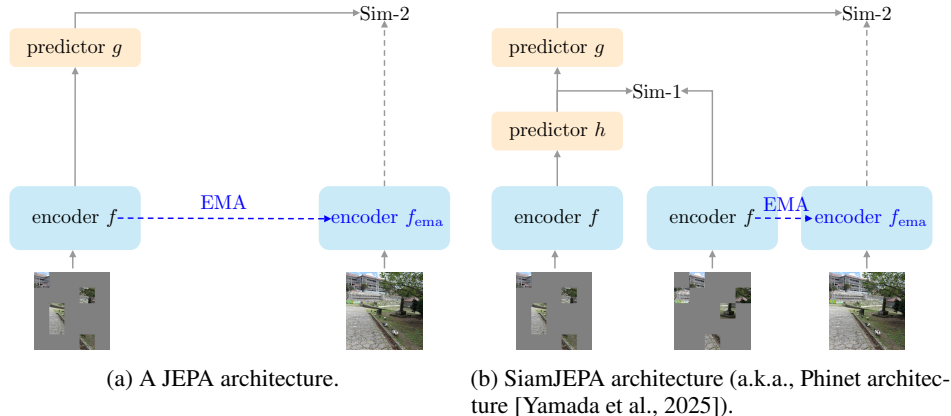 Sim-2
predictor g
encoder f
EMA
encoder f_ema
(a) A JEPA architecture.
Sim-2
predictor g
Sim-1
predictor h
encoder f
encoder f
EMA
encoder f_ema
(b) SiamJEPA architecture (a.k.a., Phinet architec-
ture [Yamada et al., 2025]).